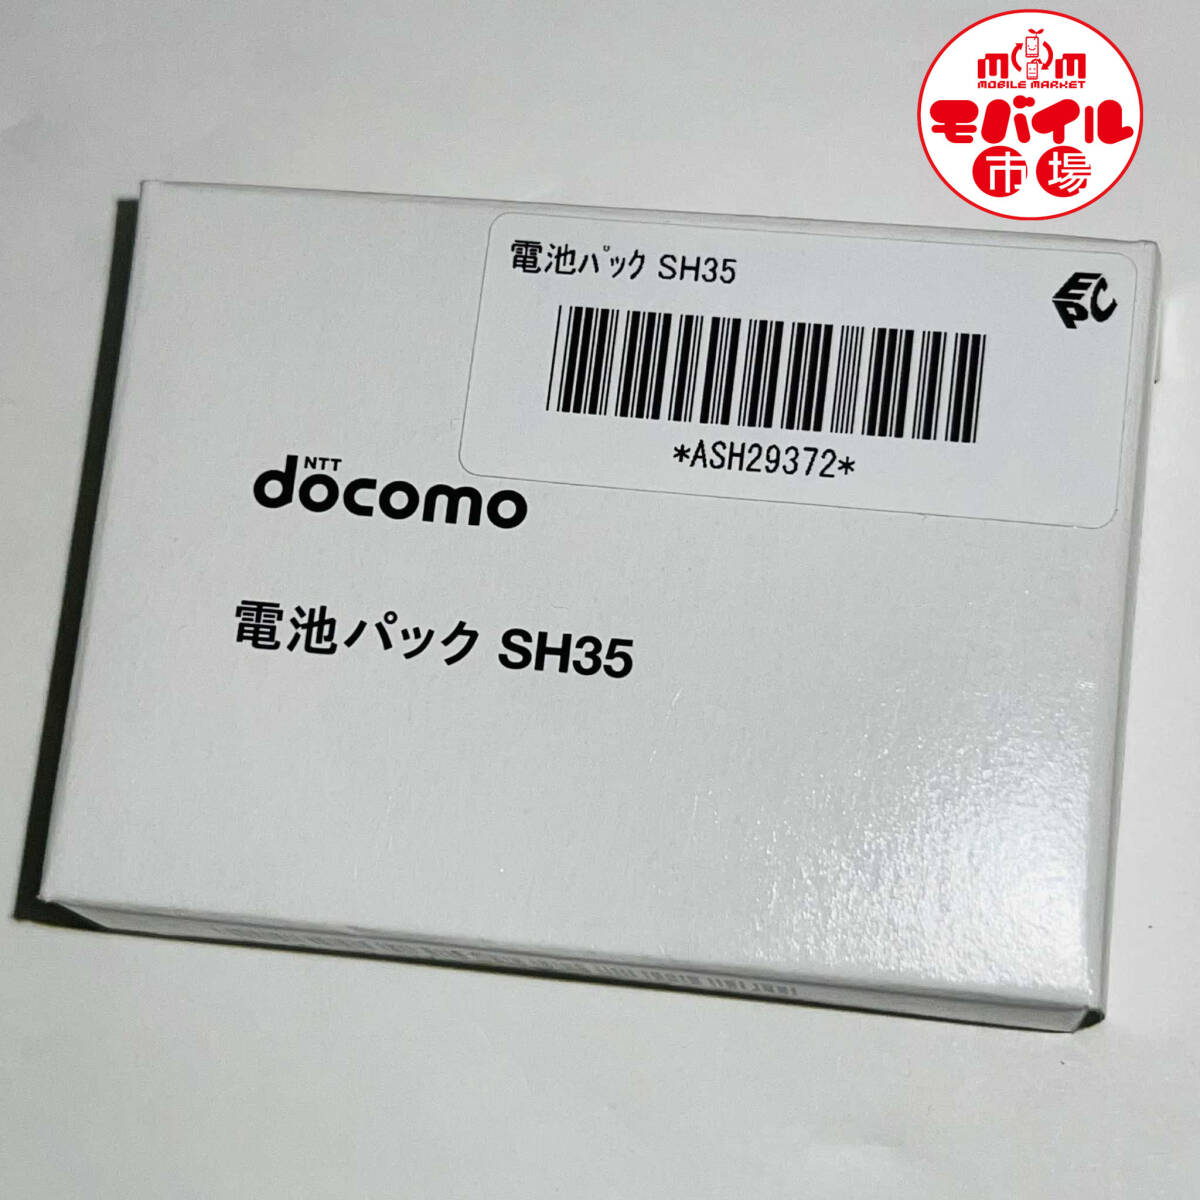 MOBILE MARKET
モバイル
市場
電池ﾊﾟｯｸ SH35
EPC
*ASH29372*
NTT
docomo
電池パック SH35